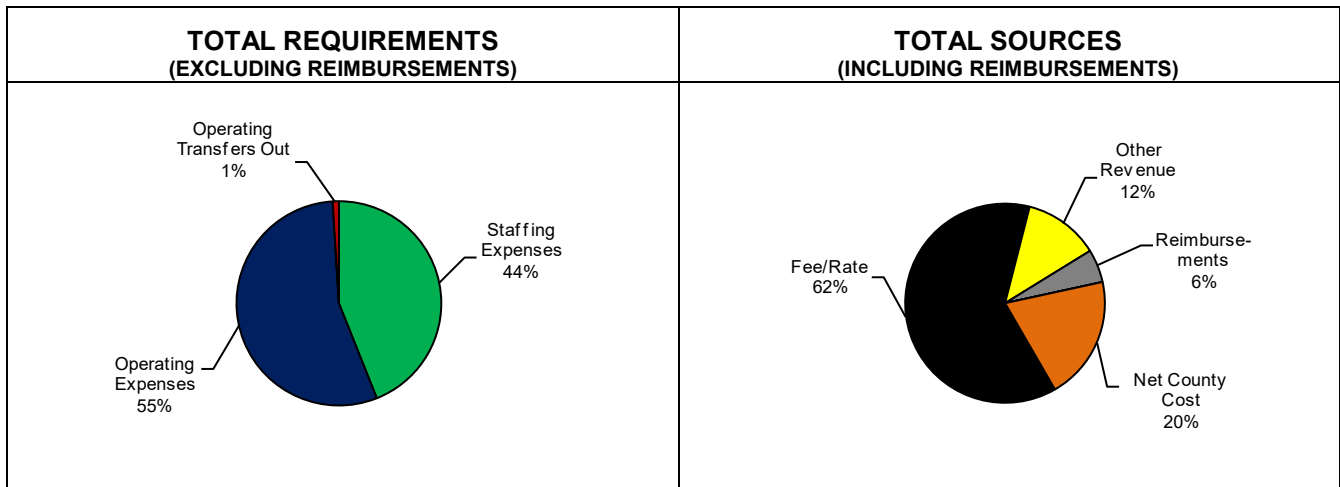 TOTAL REQUIREMENTS
(EXCLUDING REIMBURSEMENTS)
Operating
Transfers Out
1%
Staffing
Expenses
44%
Operating
Expenses
55%
TOTAL SOURCES
(INCLUDING REIMBURSEMENTS)
Other
Revenue
12%
Reimburse-
ments
6%
Fee/Rate
62%
Net County
Cost
20%